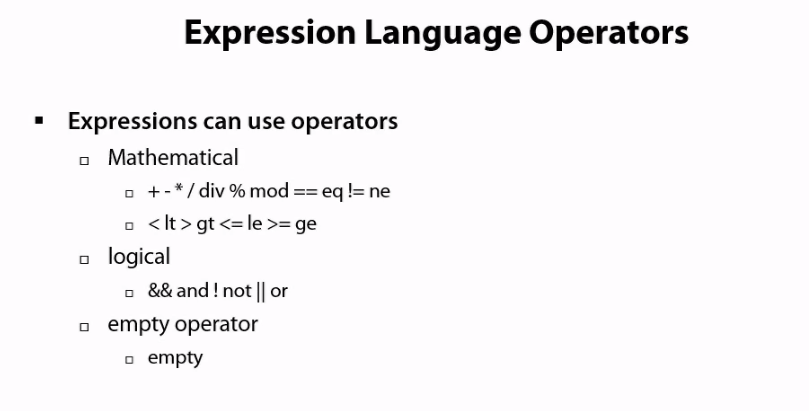 Expression Language Operators
Expressions can use operators
Mathematical
+ - * / div % mod == eq != ne
< lt > gt <= le >= ge
logical
&& and ! not || or
empty operator
empty